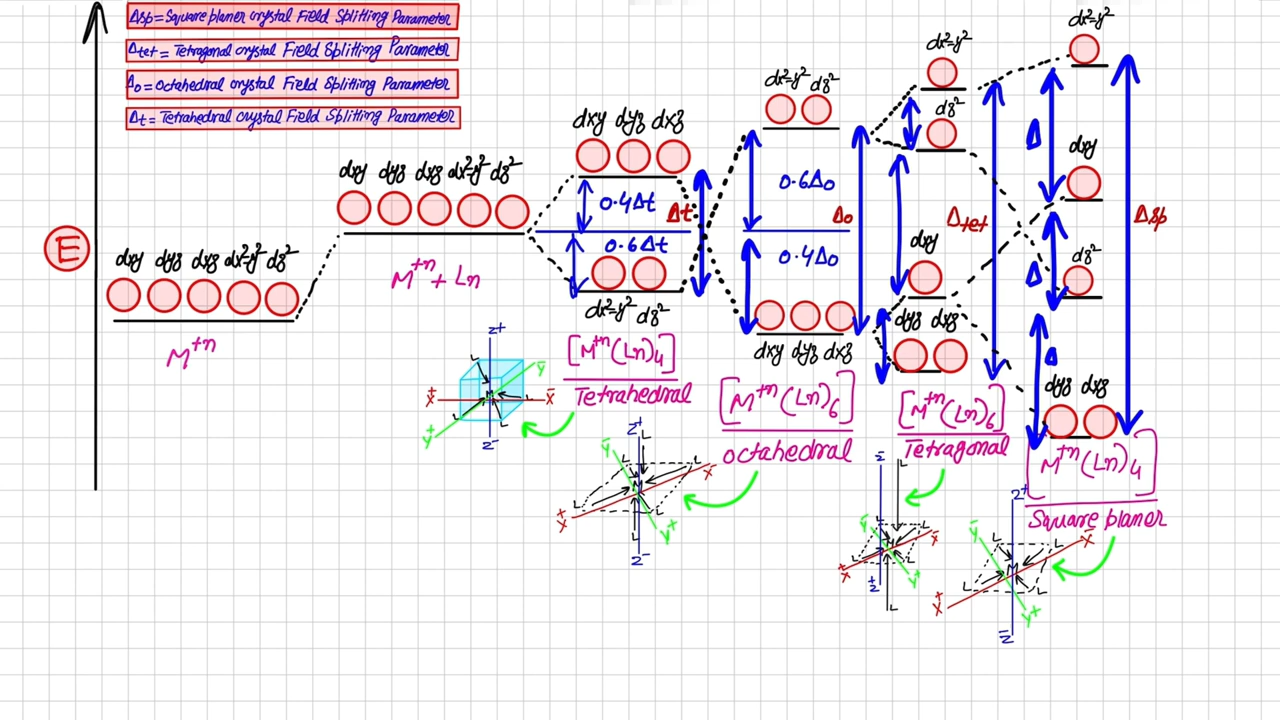 Δsp = Square planer crystal Field Splitting Parameter
Δtet = Tetragonal crystal Field Splitting Parameter
Δo = octahedral crystal Field Splitting Parameter
Δt = Tetrahedral crystal Field Splitting Parameter
E
dxy dyz dxz dx²-y² dz²
M⁺ⁿ
dxy dyz dxz dx²-y² dz²
M⁺ⁿ + Ln
dxy dyz dxz
0.4Δt
Δt
0.6Δt
dx²-y² dz²
[M⁺ⁿ(Ln)₄]
Tetrahedral
dx²-y² dz²
0.6Δo
Δo
0.4Δo
dxy dyz dxz
[M⁺ⁿ(Ln)₆]
octahedral
dx²-y²
dz²
Δtet
dxy
dyz dxz
[M⁺ⁿ(Ln)₆]
Tetragonal
dx²-y²
Δ
dxy
Δsp
dz²
Δ
Δ
dyz dxz
[M⁺ⁿ(Ln)₄]
Square planer
Z+
L
ȳ
x+
M
L
x̄
L
L
y+
Z-
Z+
L
ȳ
L
x̄
M
L
L
x+
L
y+
Z-
z̄
L
L
ȳ
L
x̄
M
L
x+
y+
+z
L
Z+
ȳ
L
L
x̄
M
L
L
x+
y+
z̄